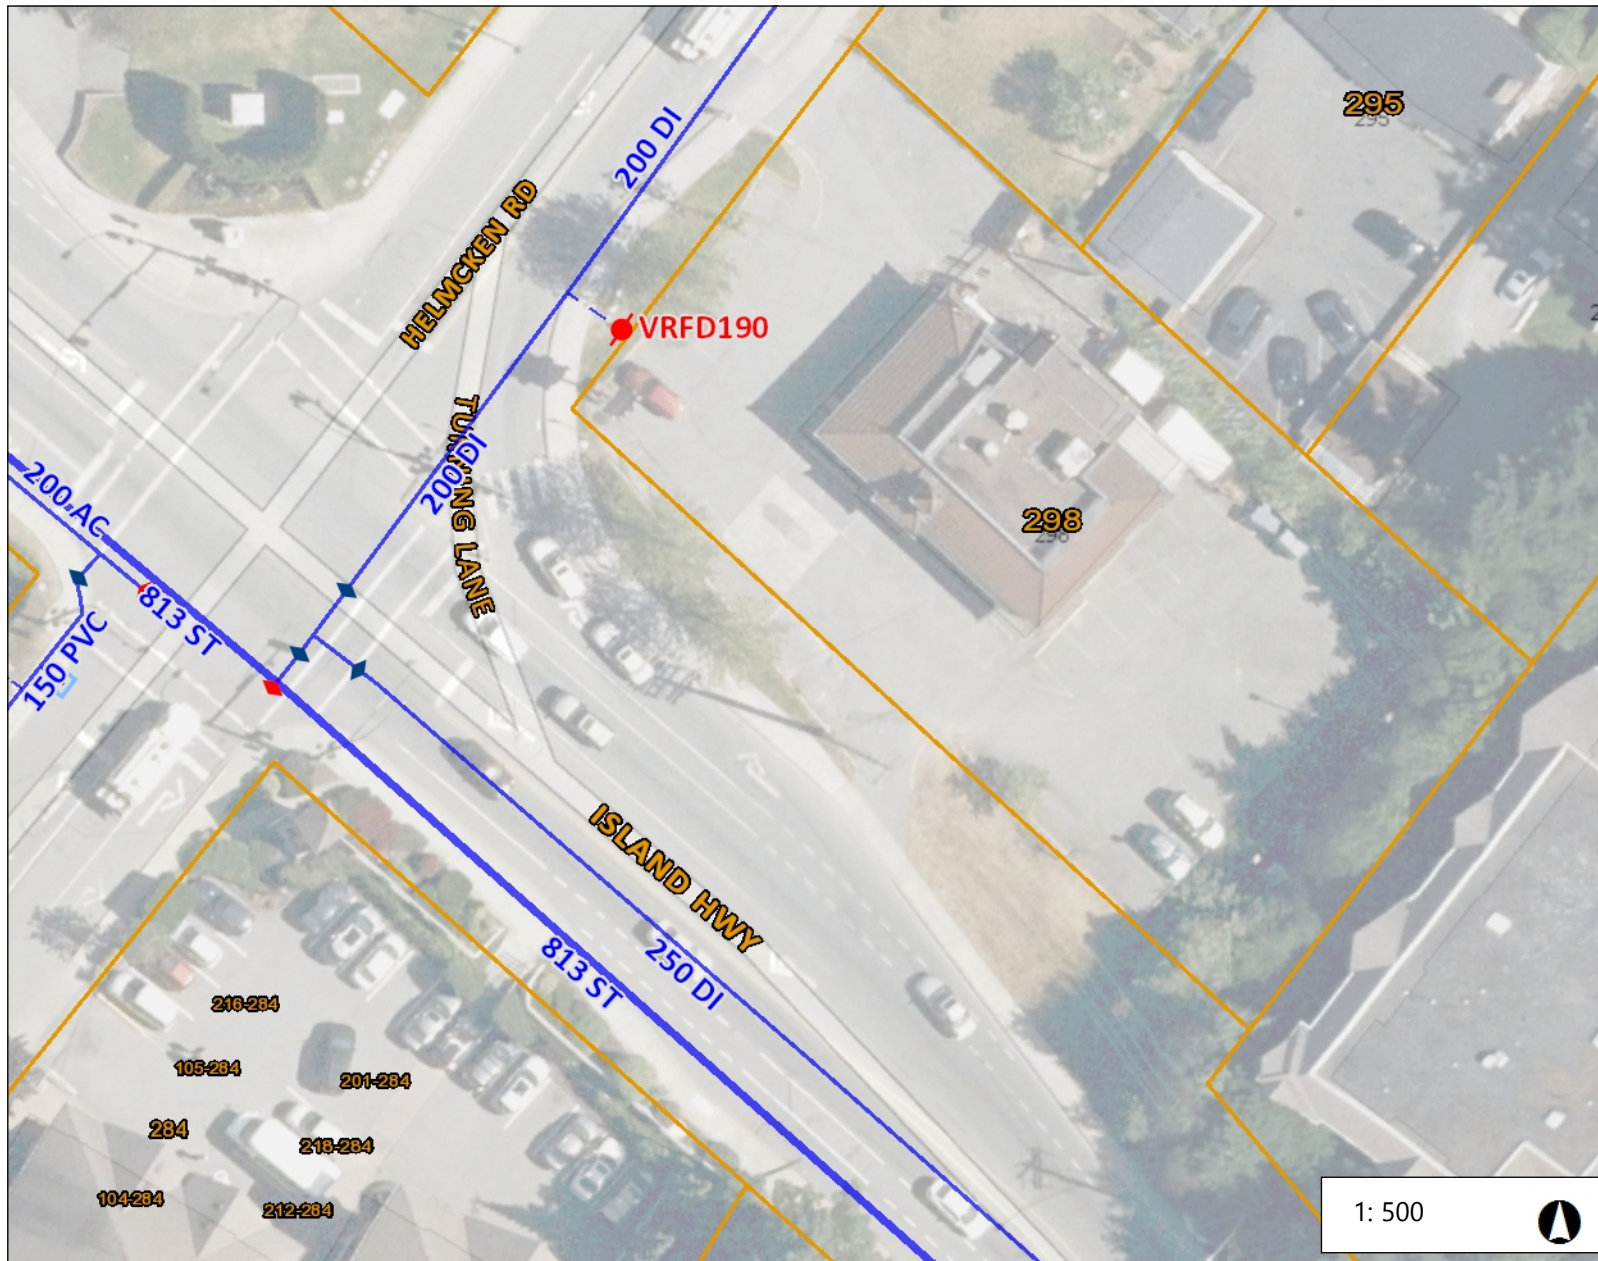 295
295
200 DI
HELMCKEN RD
VRFD190
TURNING LANE
200 DI
200 AC
298
298
813 ST
150 PVC
ISLAND HWY
813 ST
250 DI
216-284
105-284
201-284
284
218-284
104-284
212-284
1: 500